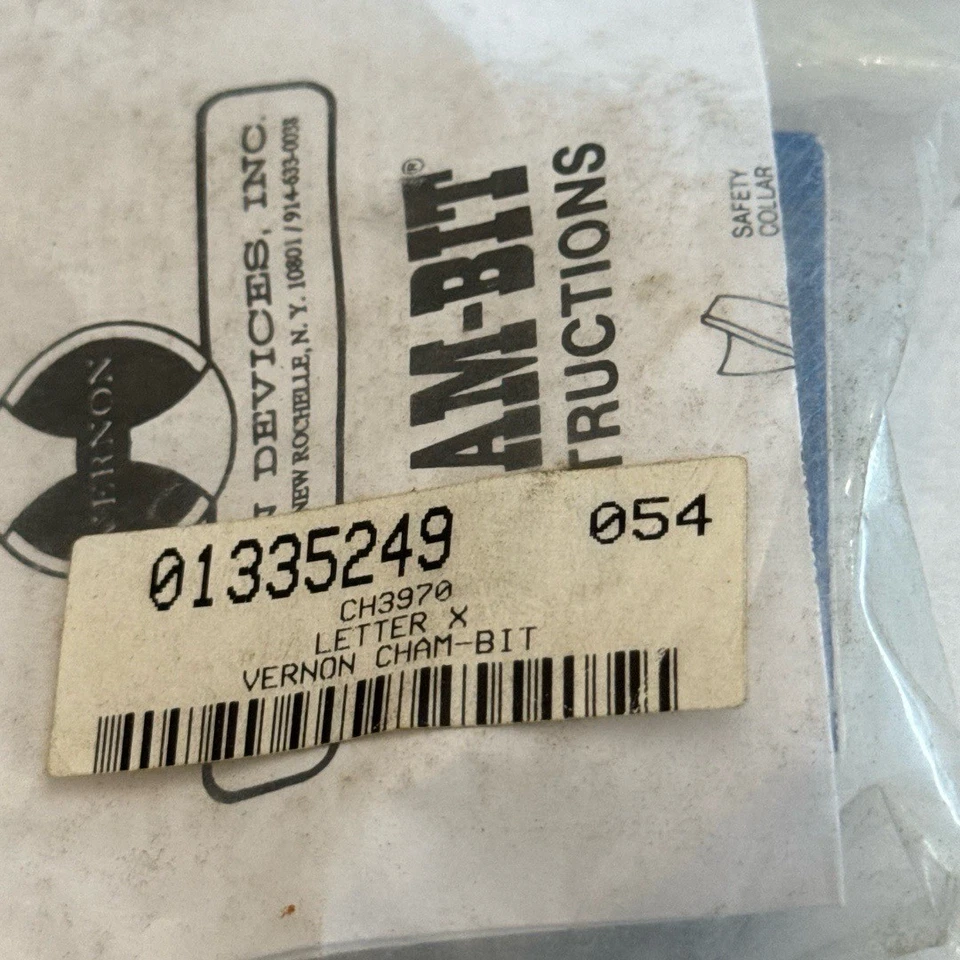 VERNON
N DEVICES, INC.
NEW ROCHELLE, N. Y. 10801 / 914-633-0038
AM-BIT®
TRUCTIONS
SAFETY
COLLAR
01335249 054
CH3970
LETTER X
VERNON CHAM-BIT